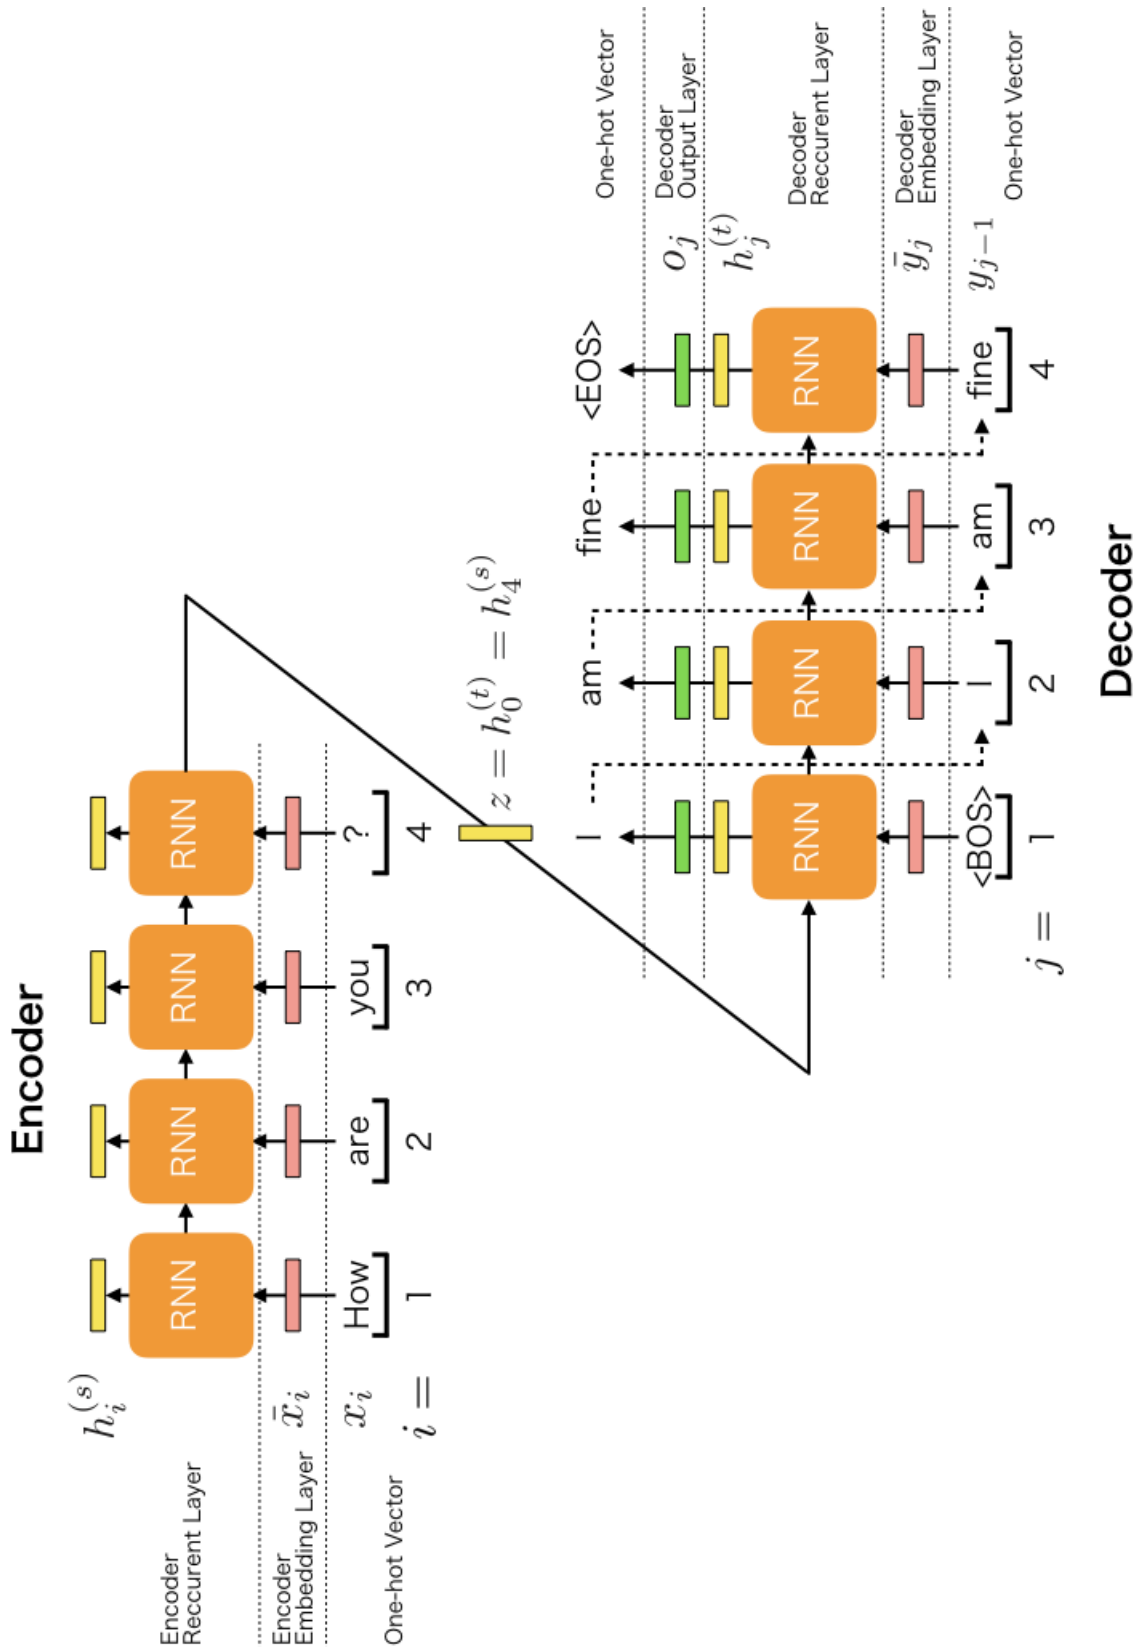 Encoder
h_i^{(s)}
Encoder
Reccurent Layer
RNN RNN RNN RNN
Encoder
Embedding Layer
x̄_i
One-hot Vector
x_i
How are you ?
i = 1 2 3 4
z = h_0^{(t)} = h_4^{(s)}
I am fine <EOS>
One-hot Vector
o_j
Decoder
Output Layer
h_j^{(t)}
RNN RNN RNN RNN
Decoder
Reccurent Layer
ȳ_j
Decoder
Embedding Layer
<BOS> I am fine
y_{j−1}
One-hot Vector
j = 1 2 3 4
Decoder